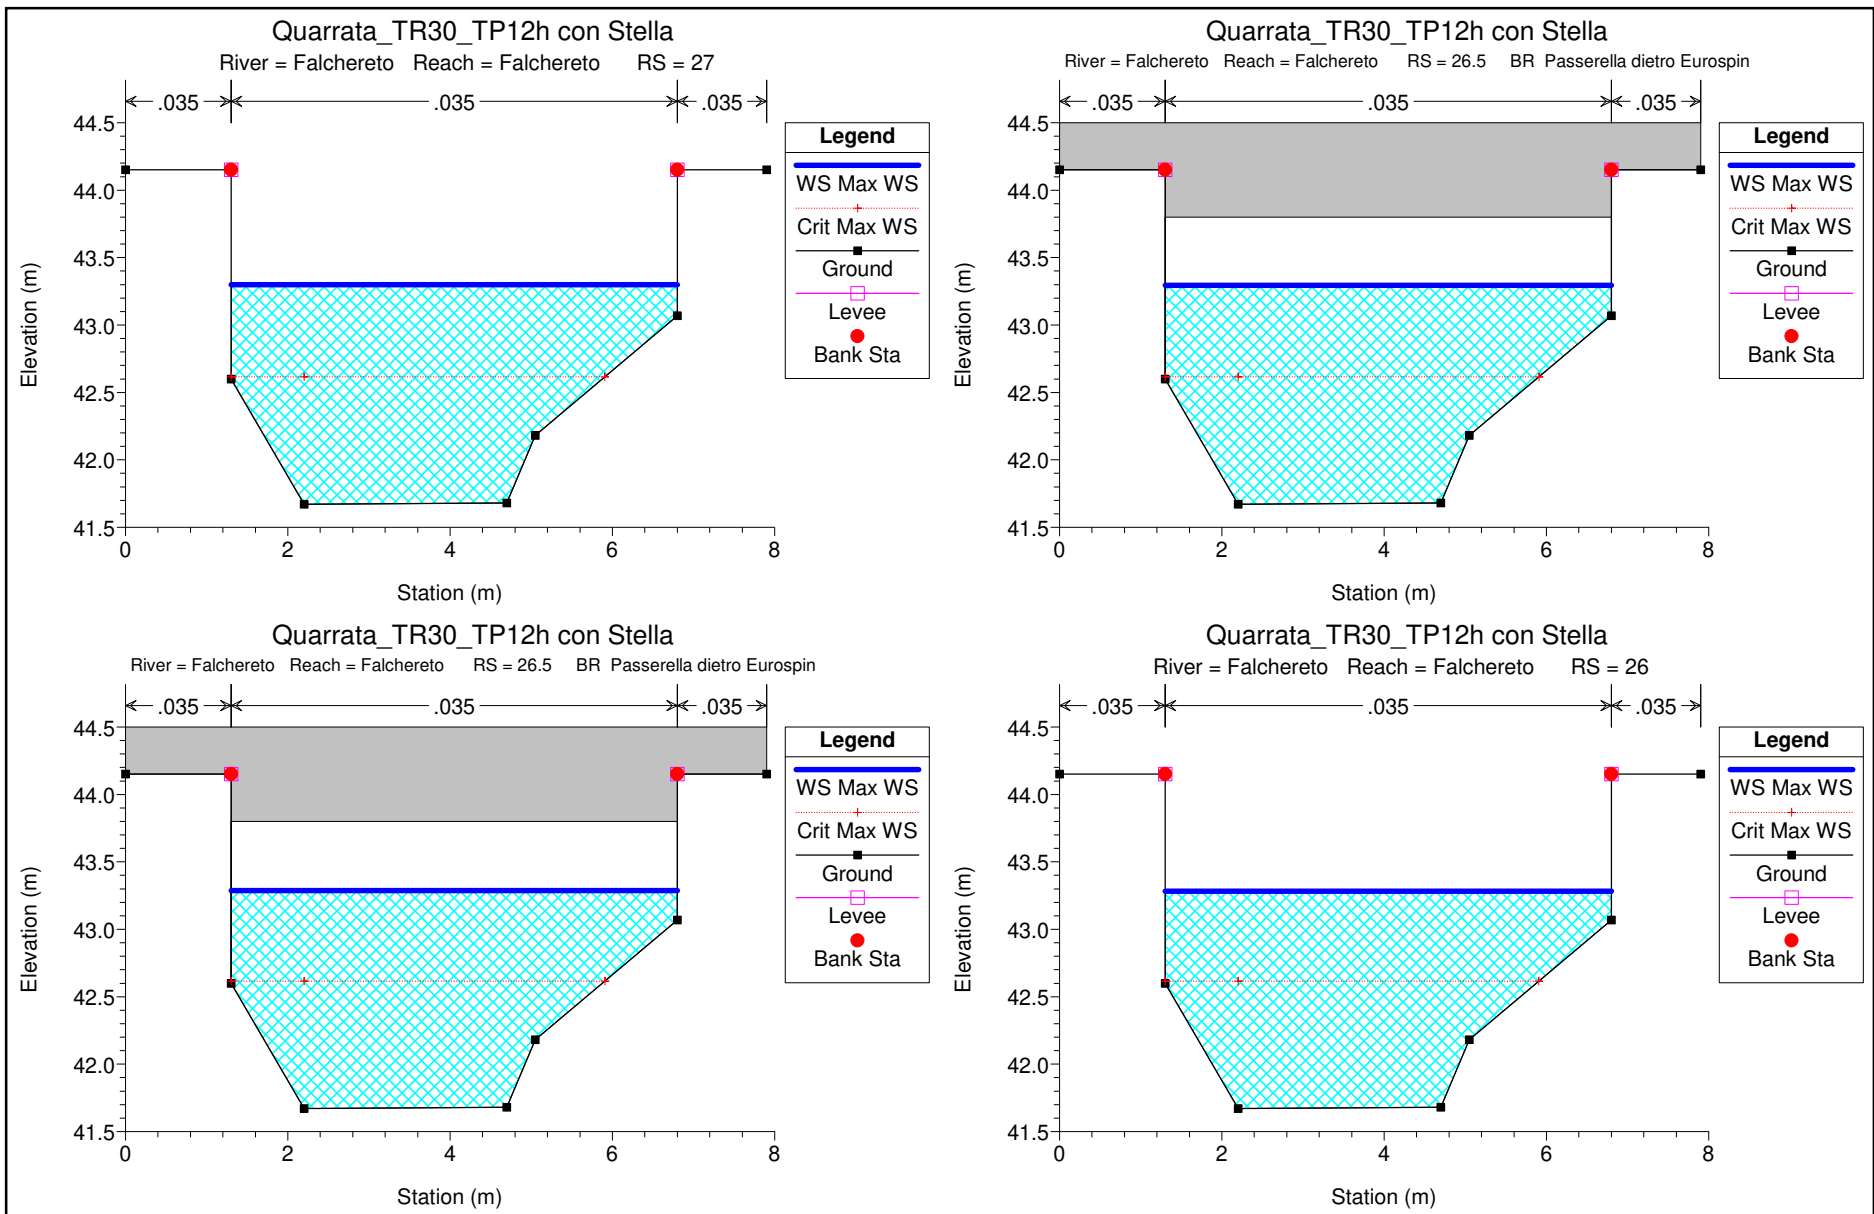 Quarrata_TR30_TP12h con Stella
River = Falchereto Reach = Falchereto RS = 27
.035 .035 .035
44.5
44.0
43.5
43.0
42.5
42.0
41.5
0 2 4 6 8
Elevation (m)
Station (m)
Legend
WS Max WS
Crit Max WS
Ground
Levee
Bank Sta
Quarrata_TR30_TP12h con Stella
River = Falchereto Reach = Falchereto RS = 26.5 BR Passerella dietro Eurospin
.035 .035 .035
44.5
44.0
43.5
43.0
42.5
42.0
41.5
0 2 4 6 8
Elevation (m)
Station (m)
Legend
WS Max WS
Crit Max WS
Ground
Levee
Bank Sta
Quarrata_TR30_TP12h con Stella
River = Falchereto Reach = Falchereto RS = 26.5 BR Passerella dietro Eurospin
.035 .035 .035
44.5
44.0
43.5
43.0
42.5
42.0
41.5
0 2 4 6 8
Elevation (m)
Station (m)
Legend
WS Max WS
Crit Max WS
Ground
Levee
Bank Sta
Quarrata_TR30_TP12h con Stella
River = Falchereto Reach = Falchereto RS = 26
.035 .035 .035
44.5
44.0
43.5
43.0
42.5
42.0
41.5
0 2 4 6 8
Elevation (m)
Station (m)
Legend
WS Max WS
Crit Max WS
Ground
Levee
Bank Sta